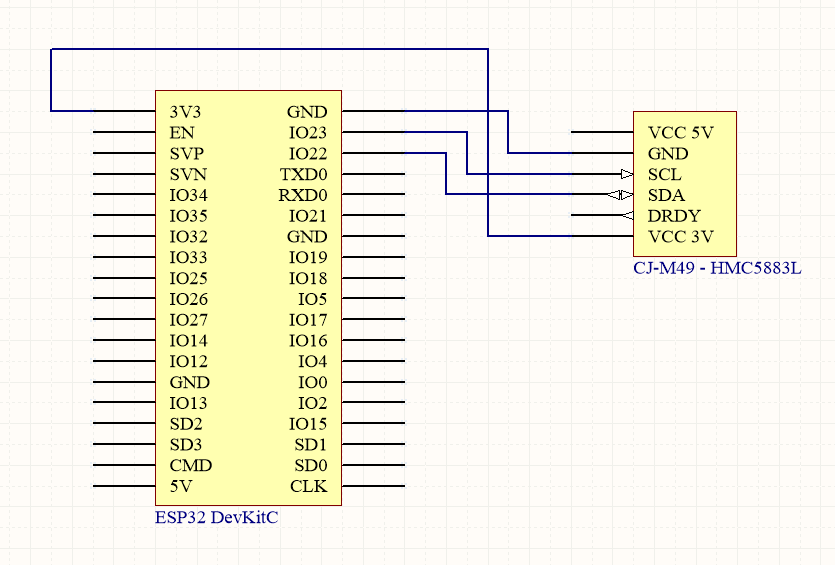 3V3 GND
EN IO23
SVP IO22
SVN TXD0
IO34 RXD0
IO35 IO21
IO32 GND
IO33 IO19
IO25 IO18
IO26 IO5
IO27 IO17
IO14 IO16
IO12 IO4
GND IO0
IO13 IO2
SD2 IO15
SD3 SD1
CMD SD0
5V CLK
ESP32 DevKitC
VCC 5V
GND
SCL
SDA
DRDY
VCC 3V
CJ-M49 - HMC5883L